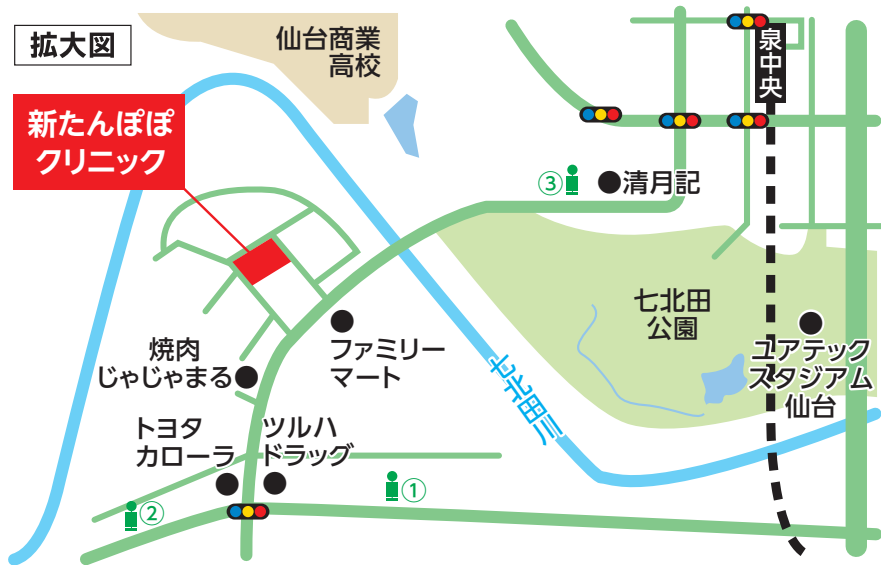 拡大図
仙台商業
高校
泉中央
新たんぽぽ
クリニック
③
清月記
七北田
公園
ユアテック
スタジアム
仙台
ファミリー
マート
焼肉
じゃじゃまる
七北田川
トヨタ
カローラ
ツルハ
ドラッグ
①
②